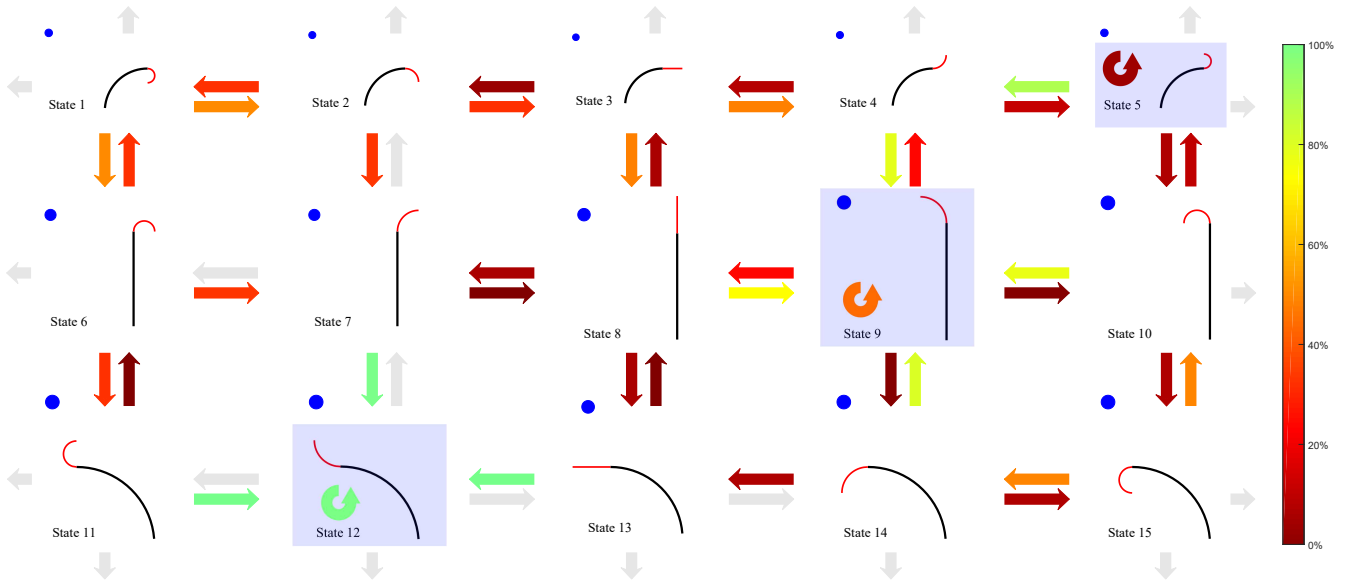 State 1
State 2
State 3
State 4
State 5
100%
80%
State 6
State 7
State 8
State 9
State 10
60%
40%
20%
State 11
State 12
State 13
State 14
State 15
0%